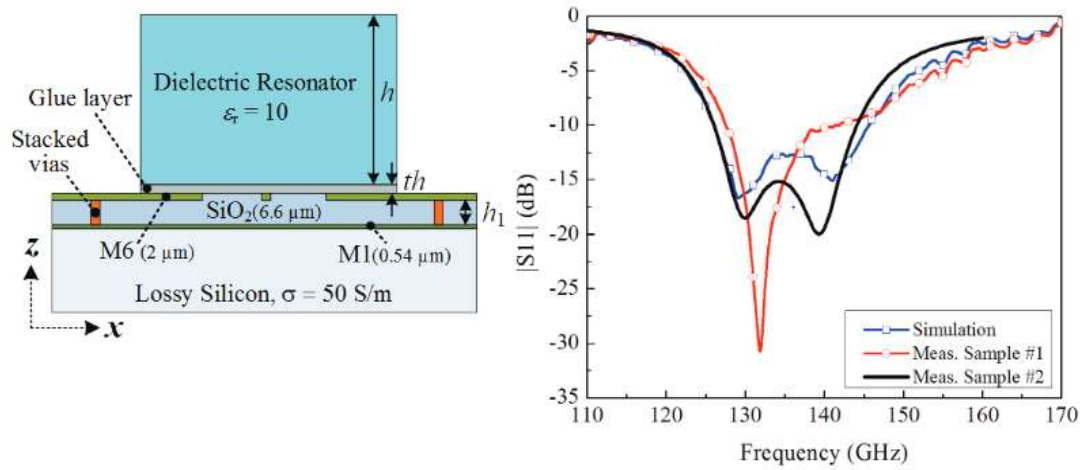 Dielectric Resonator
εr = 10
h
Glue layer
Stacked
vias
th
SiO2(6.6 μm)
h1
M6 (2 μm)
M1(0.54 μm)
z
Lossy Silicon, σ = 50 S/m
x
|S11| (dB)
0
-5
-10
-15
-20
-25
-30
-35
Simulation
Meas. Sample #1
Meas. Sample #2
110 120 130 140 150 160 170
Frequency (GHz)